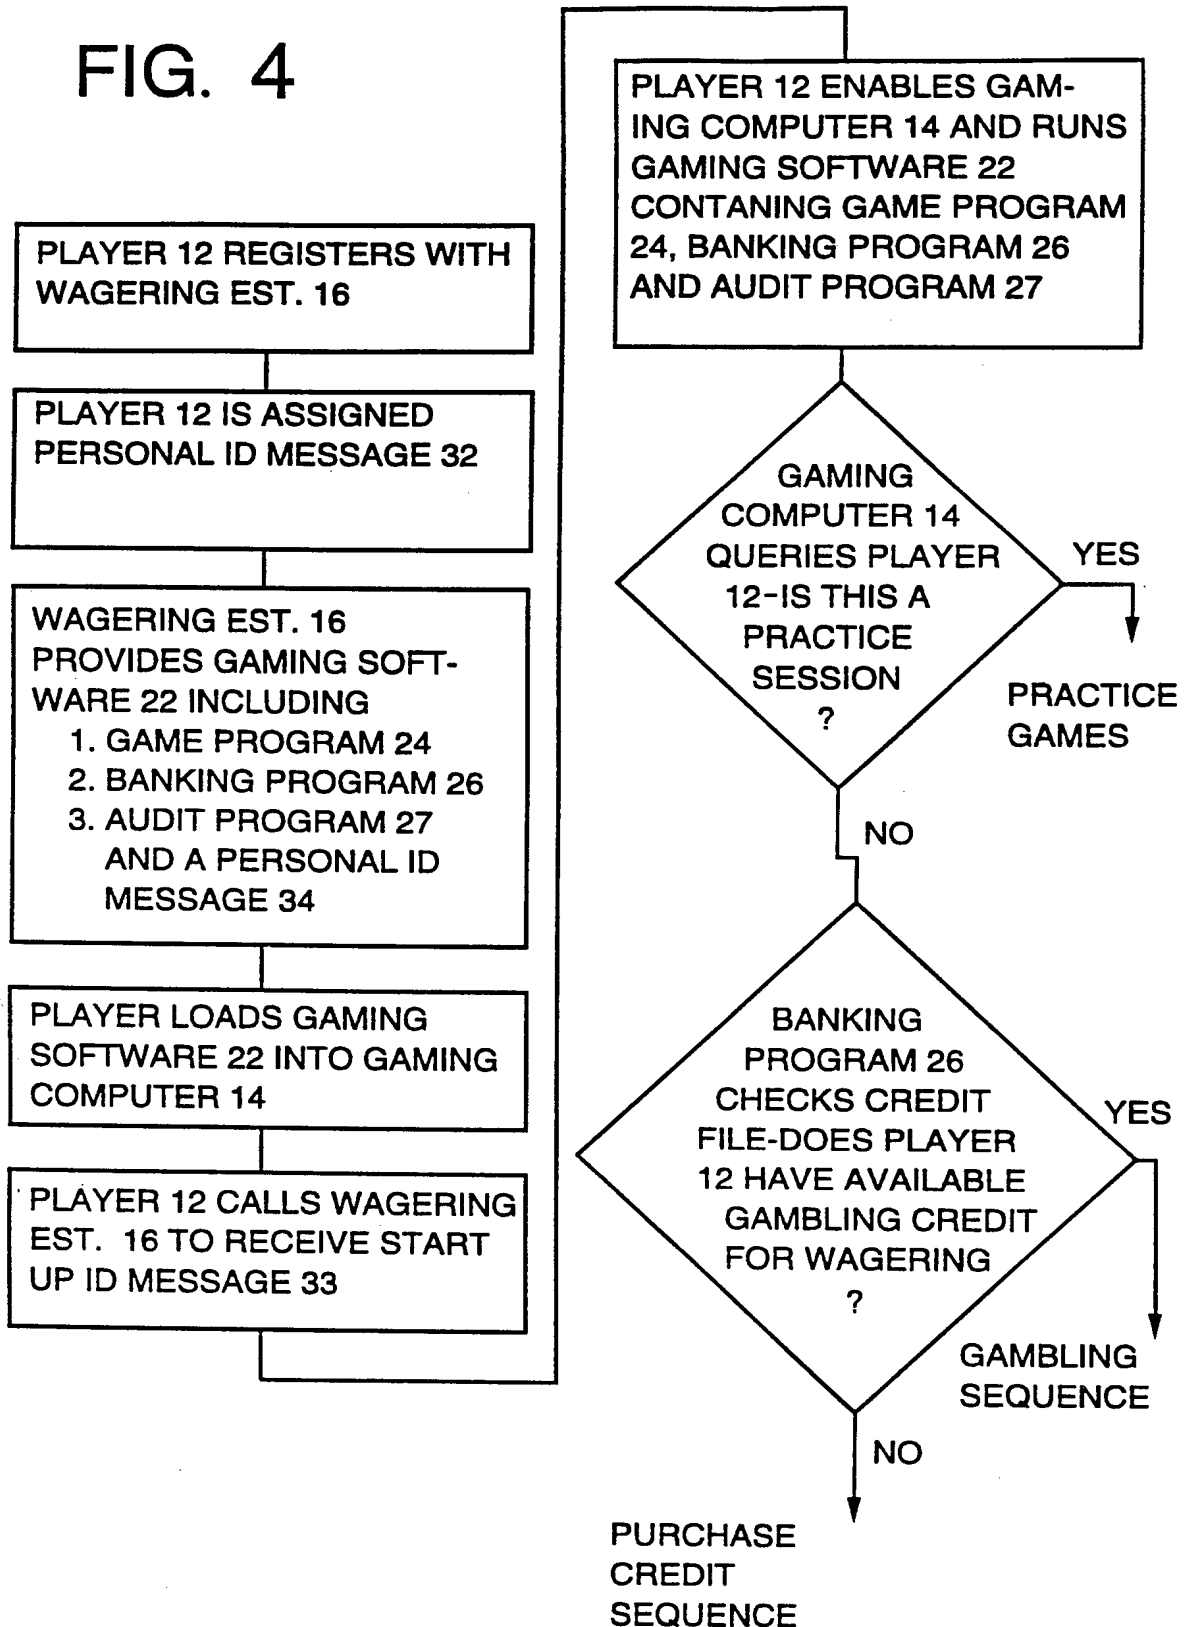 FIG. 4
PLAYER 12 REGISTERS WITH
WAGERING EST. 16
PLAYER 12 IS ASSIGNED
PERSONAL ID MESSAGE 32
WAGERING EST. 16
PROVIDES GAMING SOFT-
WARE 22 INCLUDING
1. GAME PROGRAM 24
2. BANKING PROGRAM 26
3. AUDIT PROGRAM 27
AND A PERSONAL ID
MESSAGE 34
PLAYER LOADS GAMING
SOFTWARE 22 INTO GAMING
COMPUTER 14
PLAYER 12 CALLS WAGERING
EST. 16 TO RECEIVE START
UP ID MESSAGE 33
PLAYER 12 ENABLES GAM-
ING COMPUTER 14 AND RUNS
GAMING SOFTWARE 22
CONTANING GAME PROGRAM
24, BANKING PROGRAM 26
AND AUDIT PROGRAM 27
GAMING
COMPUTER 14
QUERIES PLAYER
12-IS THIS A
PRACTICE
SESSION
?
YES
PRACTICE
GAMES
NO
BANKING
PROGRAM 26
CHECKS CREDIT
FILE-DOES PLAYER
12 HAVE AVAILABLE
GAMBLING CREDIT
FOR WAGERING
?
YES
GAMBLING
SEQUENCE
NO
PURCHASE
CREDIT
SEQUENCE